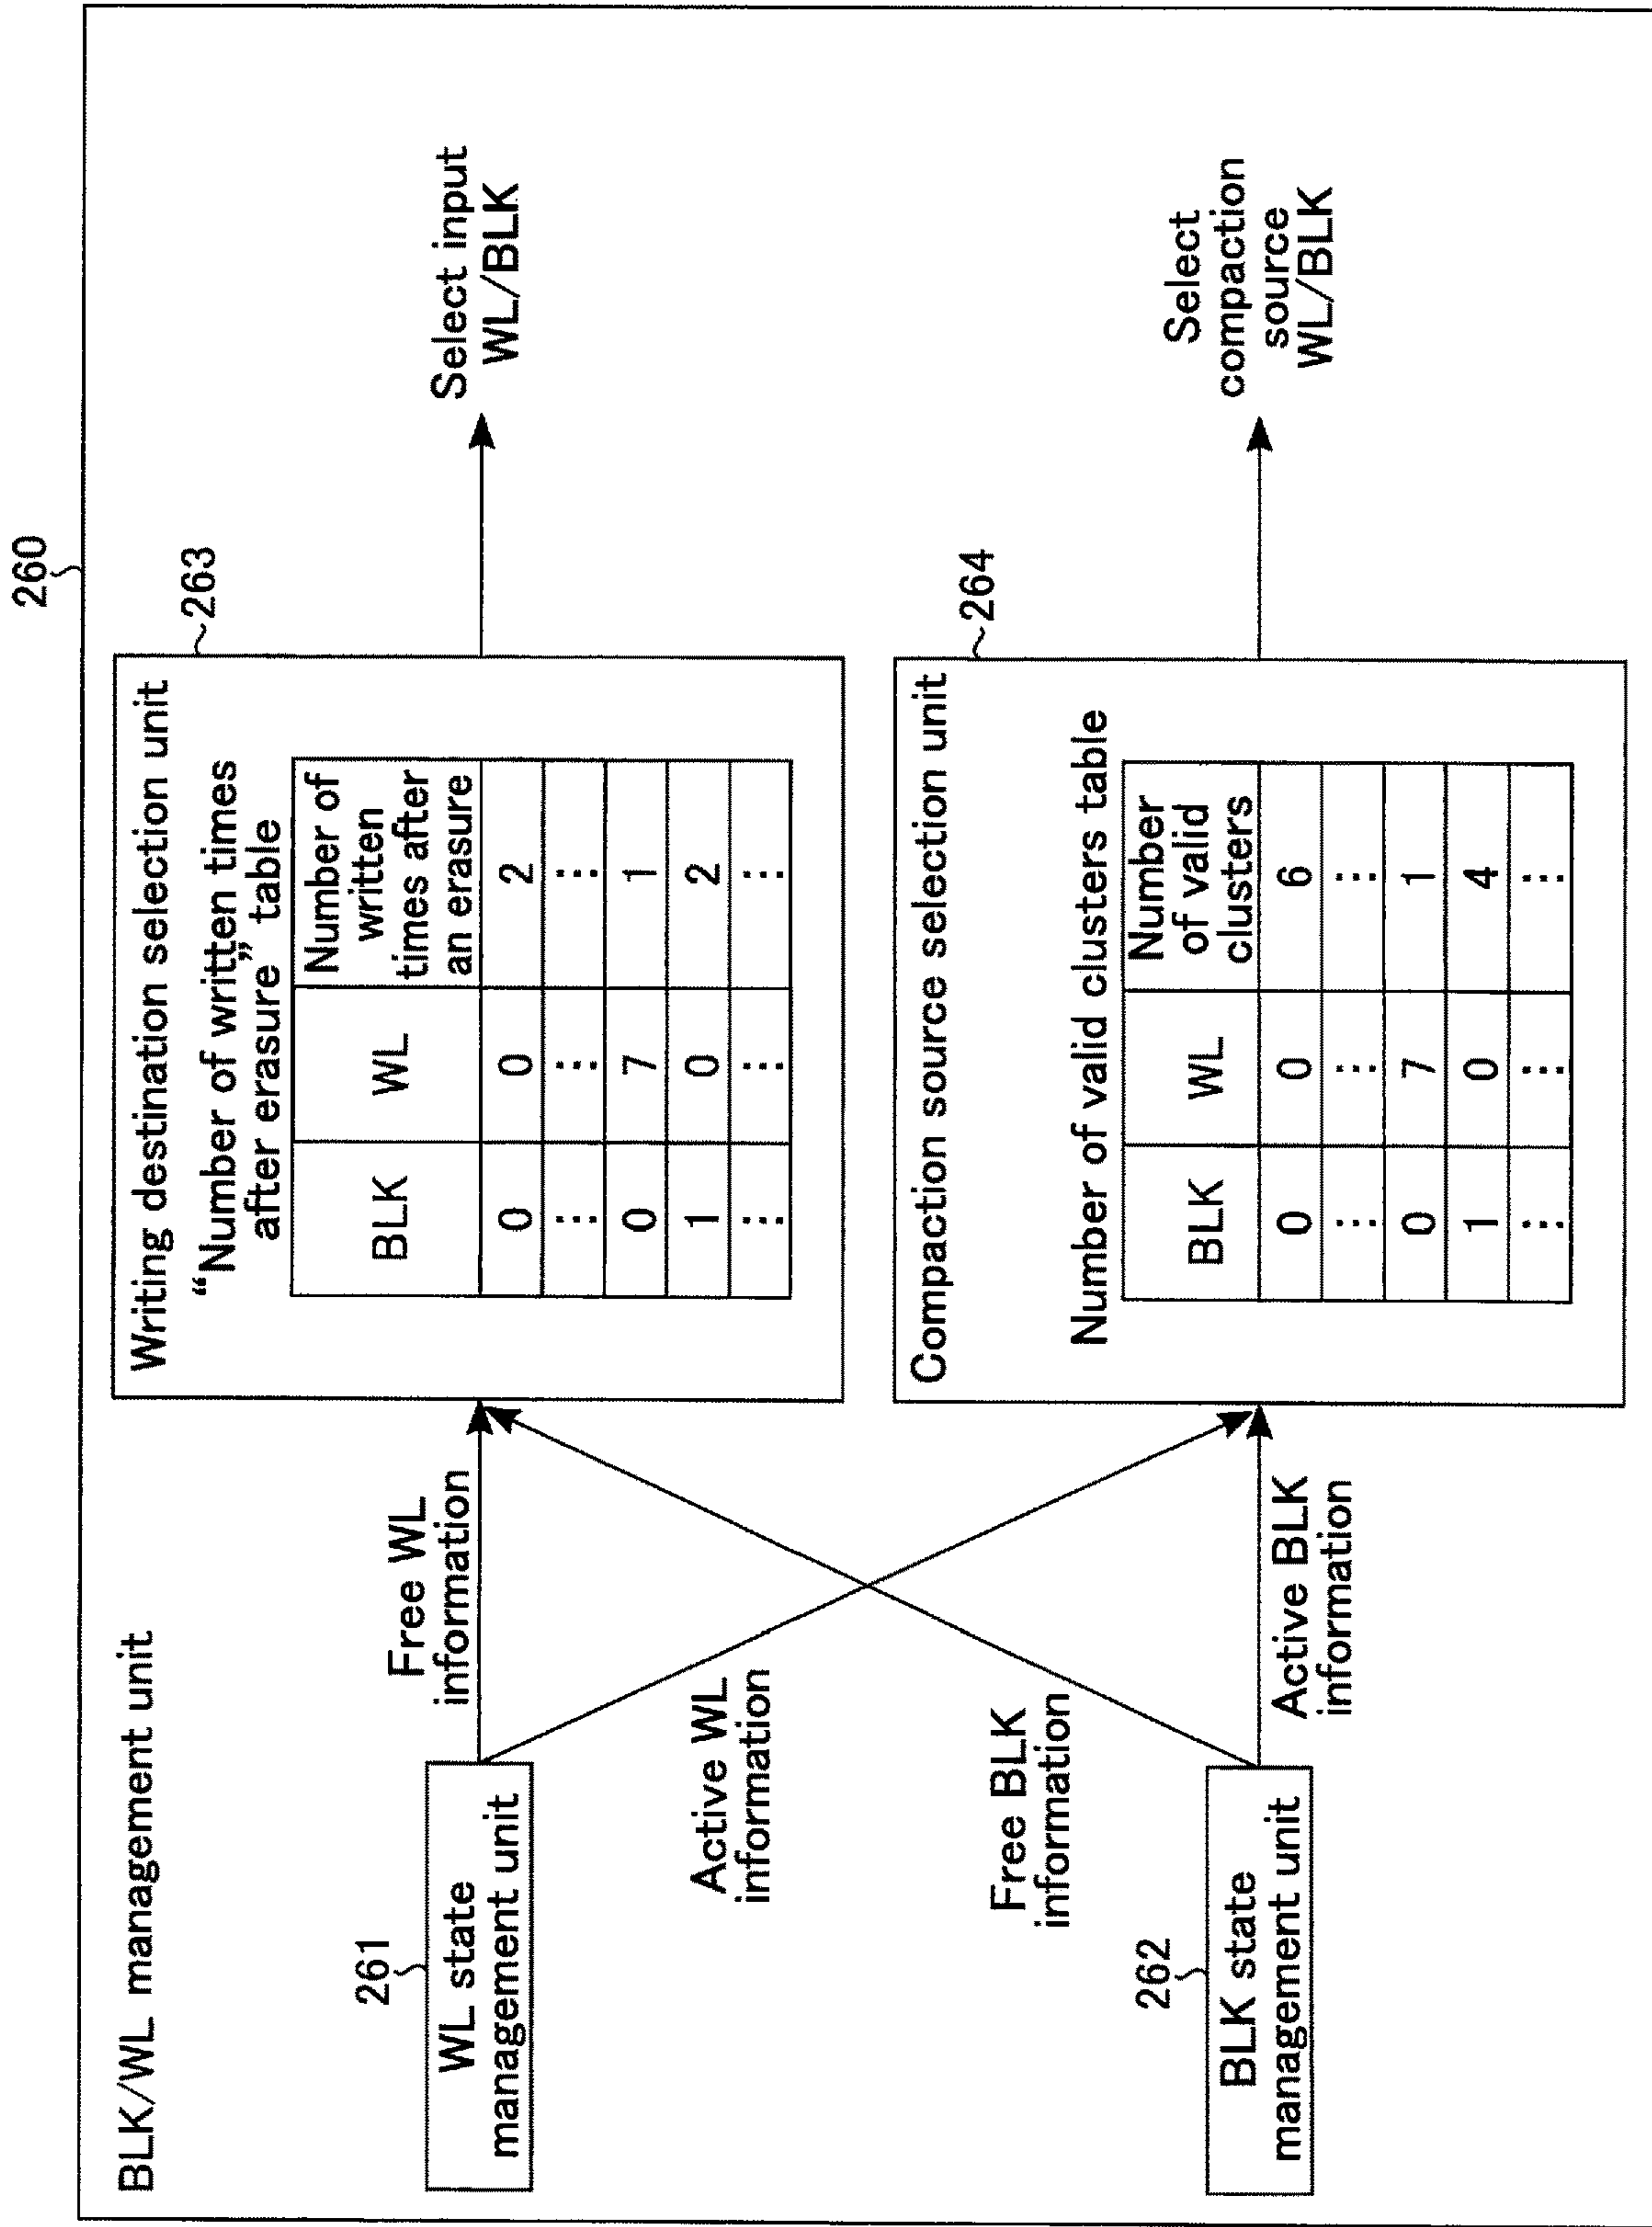 260
BLK/WL management unit
261
WL state
management unit
262
BLK state
management unit
Free WL
information
Active WL
information
Free BLK
information
Active BLK
information
263
Writing destination selection unit
“Number of written times
after erasure” table
BLK WL Number of
written
times after
an erasure
0 0 2
⋮ ⋮ ⋮
0 7 1
1 0 2
⋮ ⋮ ⋮
Select input
WL/BLK
264
Compaction source selection unit
Number of valid clusters table
BLK WL Number
of valid
clusters
0 0 6
⋮ ⋮ ⋮
0 7 1
1 0 4
⋮ ⋮ ⋮
Select
compaction
source
WL/BLK